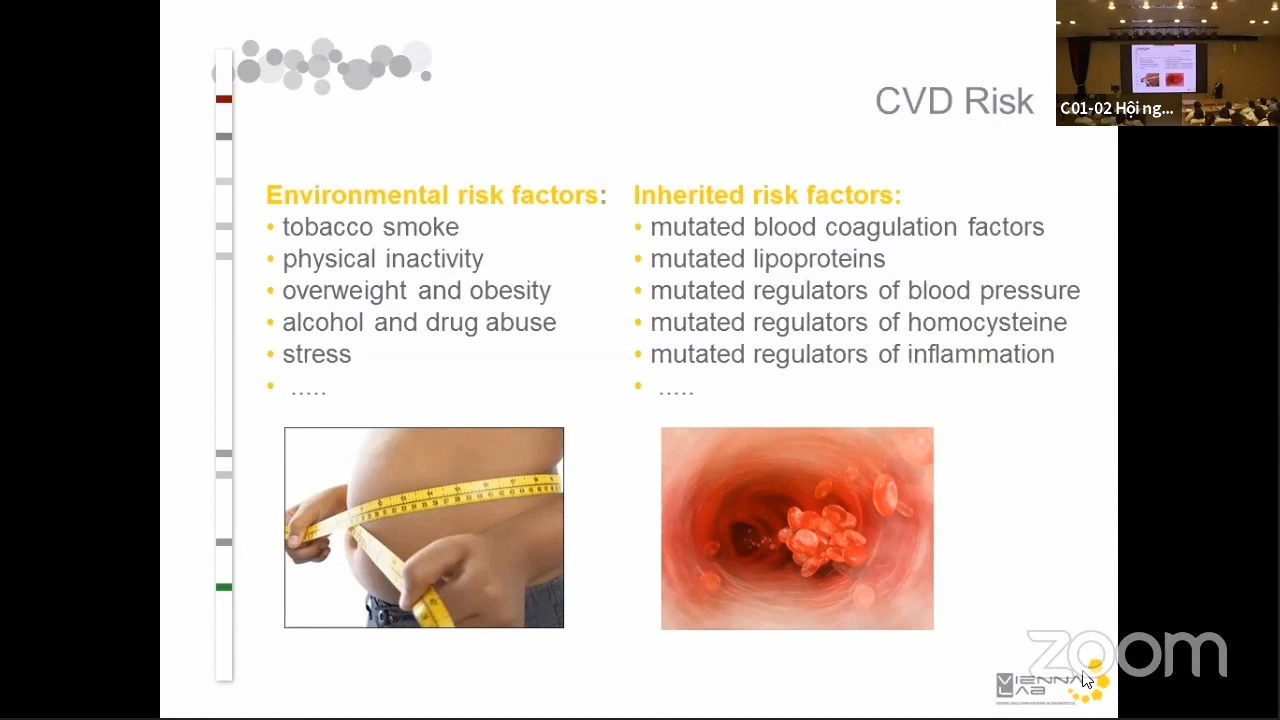 CVD Risk
C01-02 Hội ng...
Environmental risk factors:
• tobacco smoke
• physical inactivity
• overweight and obesity
• alcohol and drug abuse
• stress
• .....
Inherited risk factors:
• mutated blood coagulation factors
• mutated lipoproteins
• mutated regulators of blood pressure
• mutated regulators of homocysteine
• mutated regulators of inflammation
• .....
zoom
VIENNA
LAB